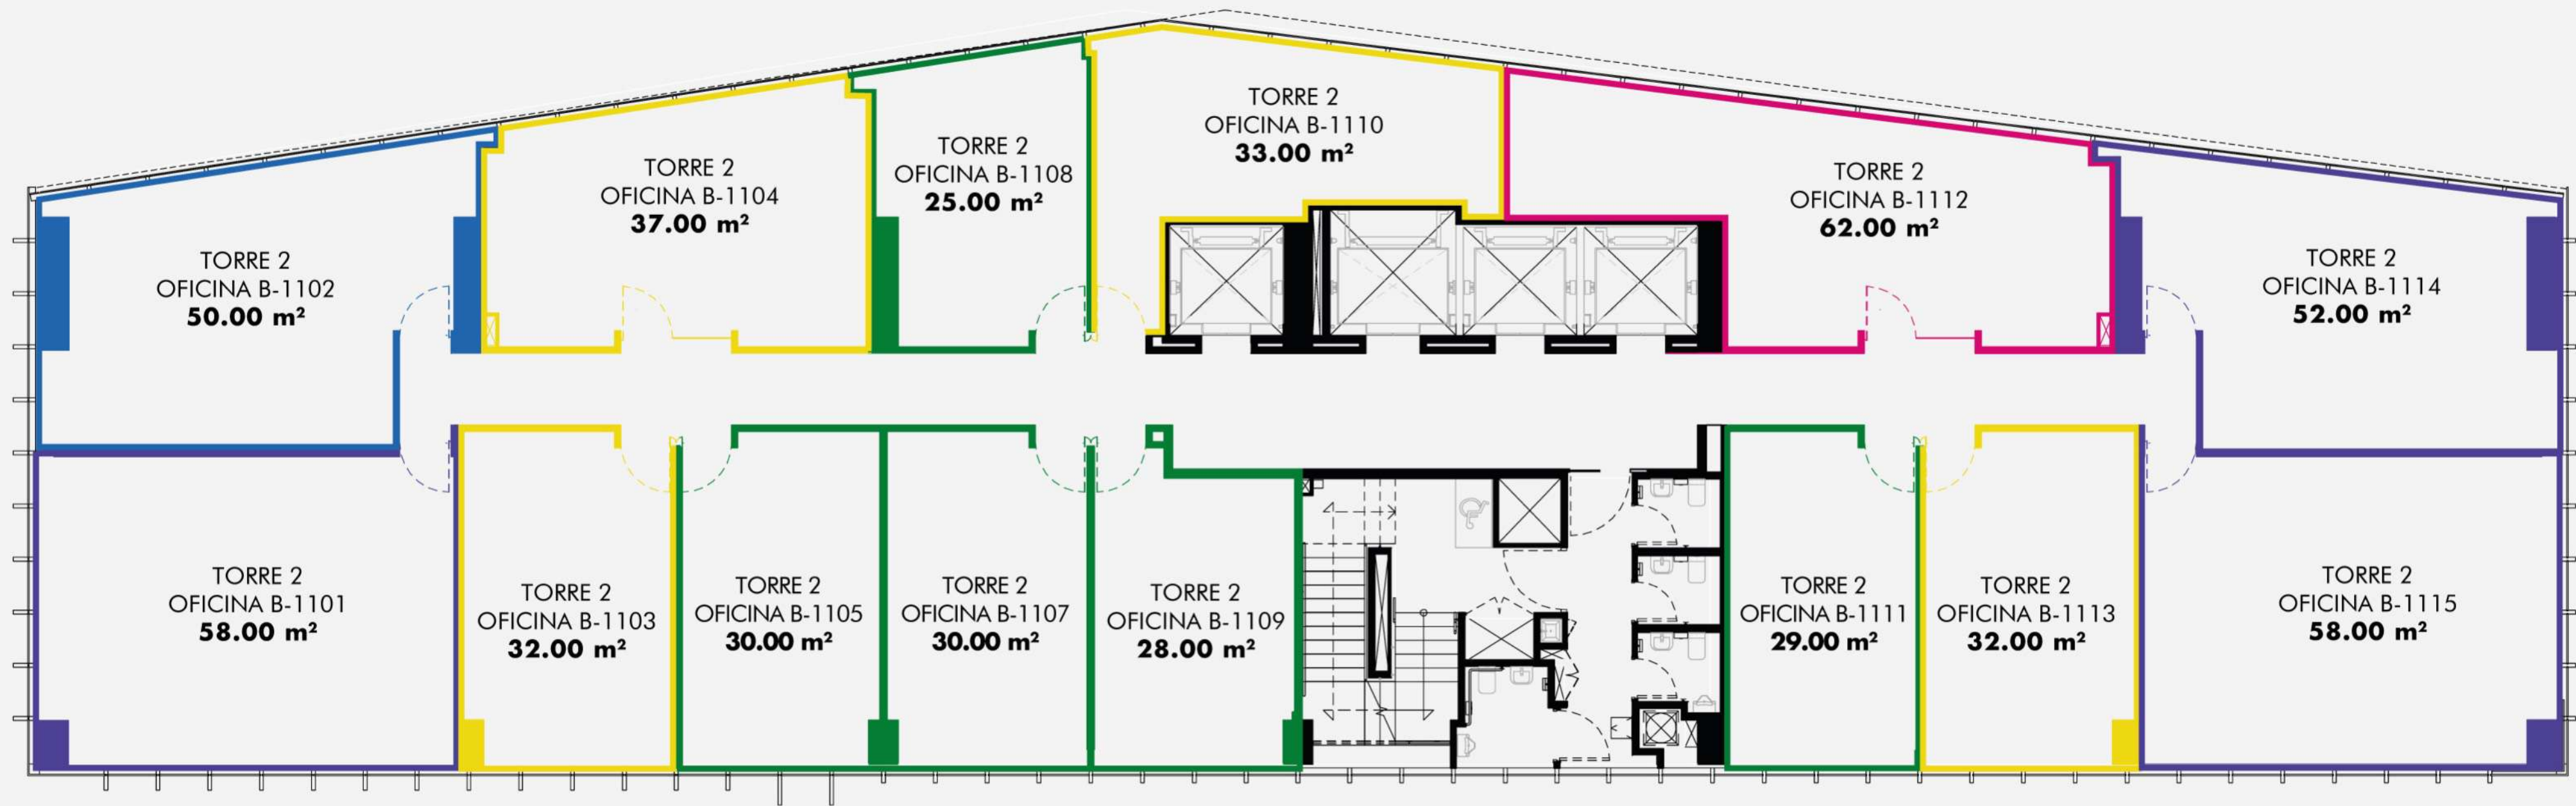 TORRE 2
OFICINA B-1102
50.00 m²
TORRE 2
OFICINA B-1104
37.00 m²
TORRE 2
OFICINA B-1108
25.00 m²
TORRE 2
OFICINA B-1110
33.00 m²
TORRE 2
OFICINA B-1112
62.00 m²
TORRE 2
OFICINA B-1114
52.00 m²
TORRE 2
OFICINA B-1101
58.00 m²
TORRE 2
OFICINA B-1103
32.00 m²
TORRE 2
OFICINA B-1105
30.00 m²
TORRE 2
OFICINA B-1107
30.00 m²
TORRE 2
OFICINA B-1109
28.00 m²
TORRE 2
OFICINA B-1111
29.00 m²
TORRE 2
OFICINA B-1113
32.00 m²
TORRE 2
OFICINA B-1115
58.00 m²